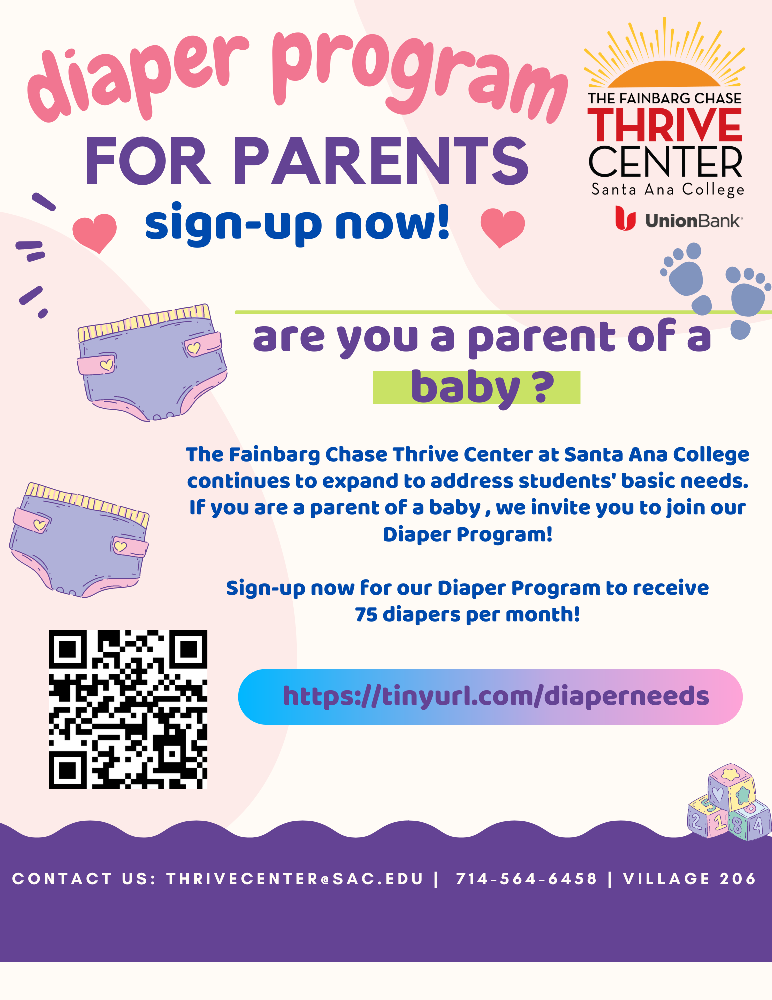 diaper program
FOR PARENTS
sign-up now!
THE FAINBARG CHASE
THRIVE
CENTER
Santa Ana College
UnionBank®
are you a parent of a
baby ?
The Fainbarg Chase Thrive Center at Santa Ana College
continues to expand to address students' basic needs.
If you are a parent of a baby , we invite you to join our
Diaper Program!
Sign-up now for our Diaper Program to receive
75 diapers per month!
https://tinyurl.com/diaperneeds
5 6
2 1 8 4
CONTACT US: THRIVECENTER@SAC.EDU | 714-564-6458 | VILLAGE 206